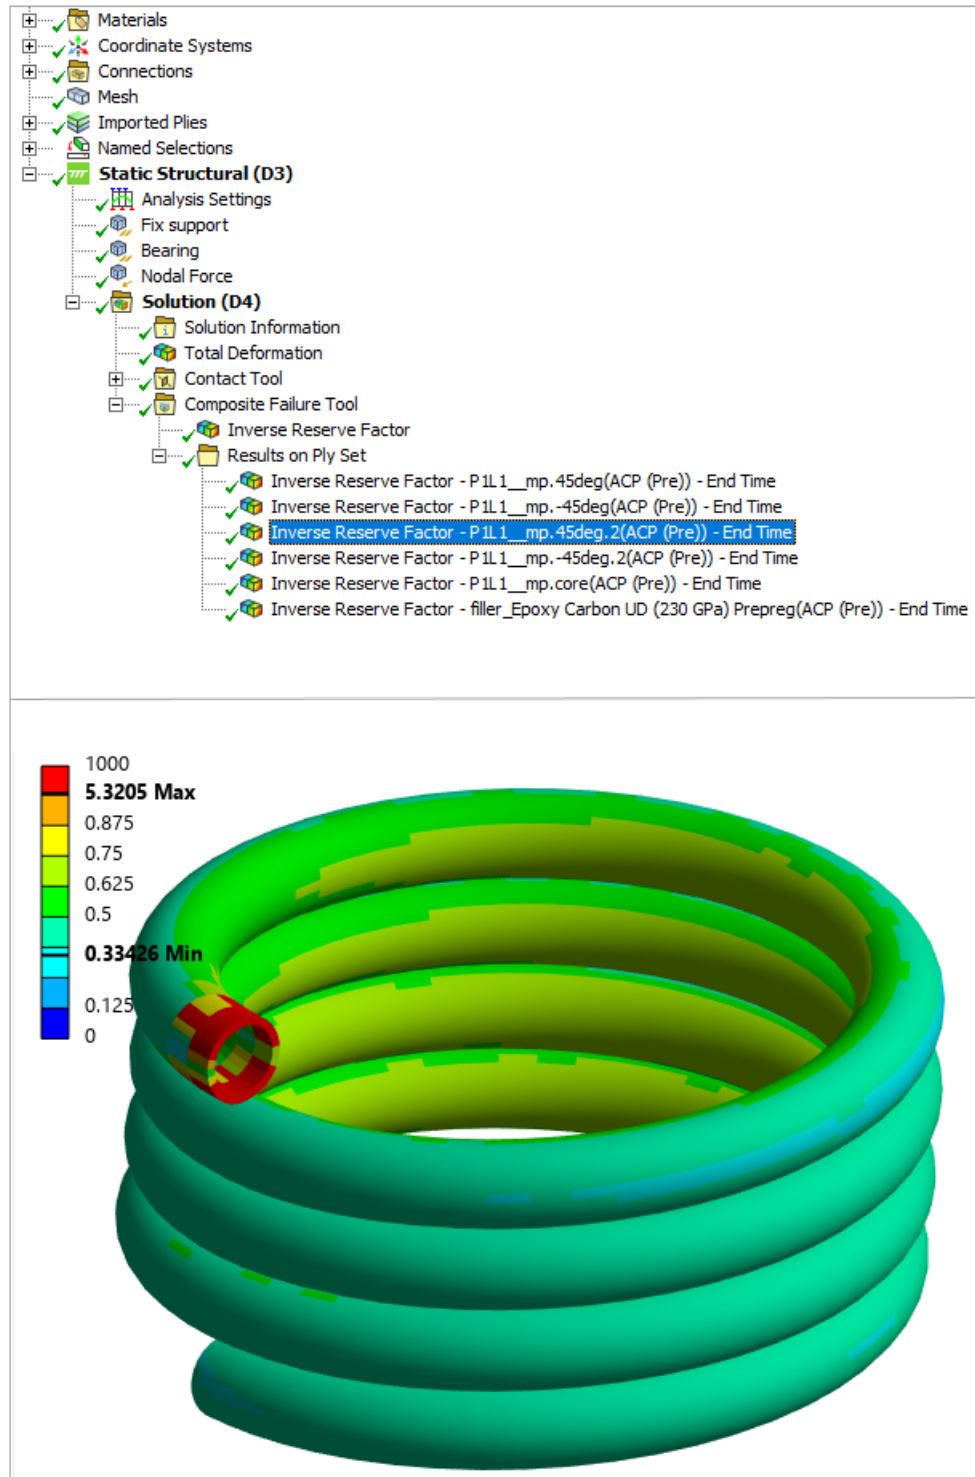 Materials
Coordinate Systems
Connections
Mesh
Imported Plies
Named Selections
Static Structural (D3)
Analysis Settings
Fix support
Bearing
Nodal Force
Solution (D4)
Solution Information
Total Deformation
Contact Tool
Composite Failure Tool
Inverse Reserve Factor
Results on Ply Set
Inverse Reserve Factor - P1L1__mp.45deg(ACP (Pre)) - End Time
Inverse Reserve Factor - P1L1__mp.-45deg(ACP (Pre)) - End Time
Inverse Reserve Factor - P1L1__mp.45deg.2(ACP (Pre)) - End Time
Inverse Reserve Factor - P1L1__mp.-45deg.2(ACP (Pre)) - End Time
Inverse Reserve Factor - P1L1__mp.core(ACP (Pre)) - End Time
Inverse Reserve Factor - filler_Epoxy Carbon UD (230 GPa) Prepreg(ACP (Pre)) - End Time
1000
5.3205 Max
0.875
0.75
0.625
0.5
0.33426 Min
0.125
0